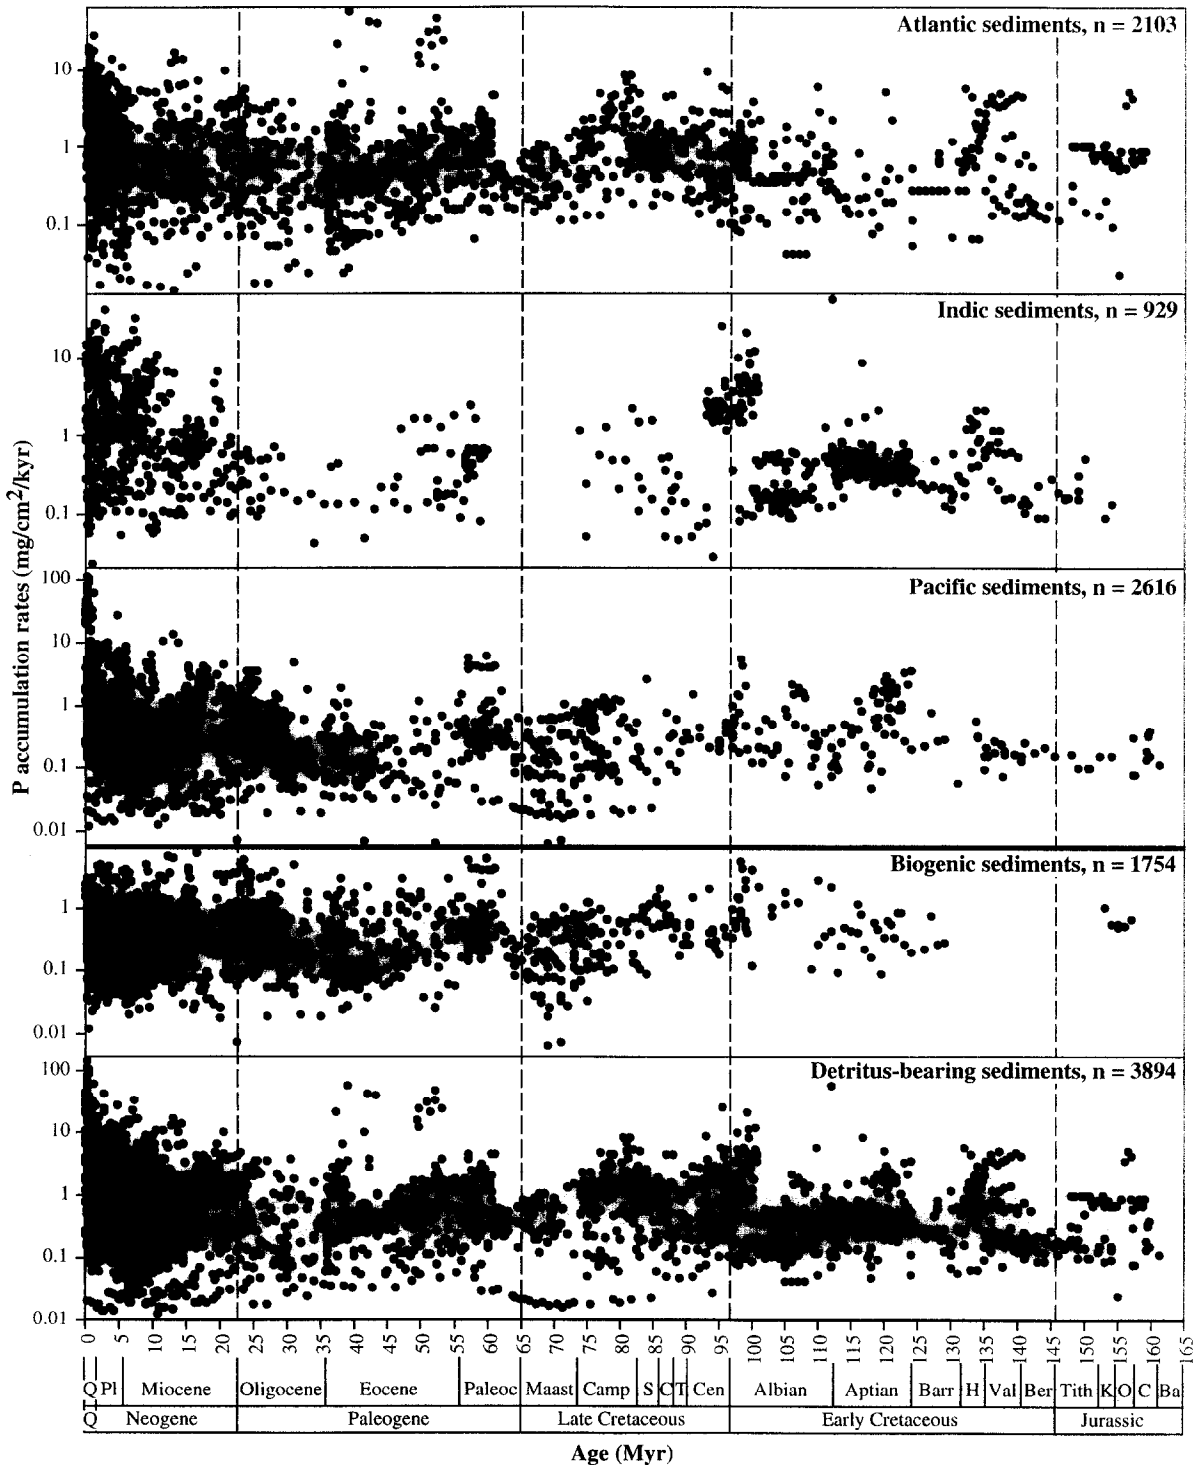 Atlantic sediments, n = 2103
10
1
0.1
Indic sediments, n = 929
10
1
0.1
Pacific sediments, n = 2616
100
10
1
0.1
0.01
Biogenic sediments, n = 1754
1
0.1
0.01
Detritus-bearing sediments, n = 3894
100
10
1
0.1
0.01
P accumulation rates (mg/cm²/kyr)
0 5 10 15 20 25 30 35 40 45 50 55 60 65 70 75 80 85 90 95 100 105 110 115 120 125 130 135 140 145 150 155 160 165
Q Pl Miocene Oligocene Eocene Paleoc Maast Camp S C T Cen Albian Aptian Barr H Val Ber Tith K O C Ba
Q Neogene Paleogene Late Cretaceous Early Cretaceous Jurassic
Age (Myr)